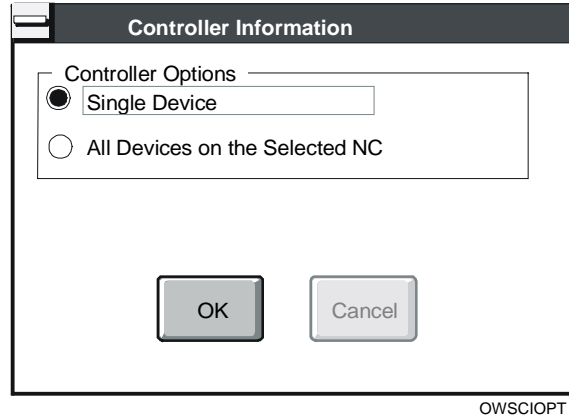 Controller Information
Controller Options
Single Device
All Devices on the Selected NC
OK
Cancel
OWSCIOPT